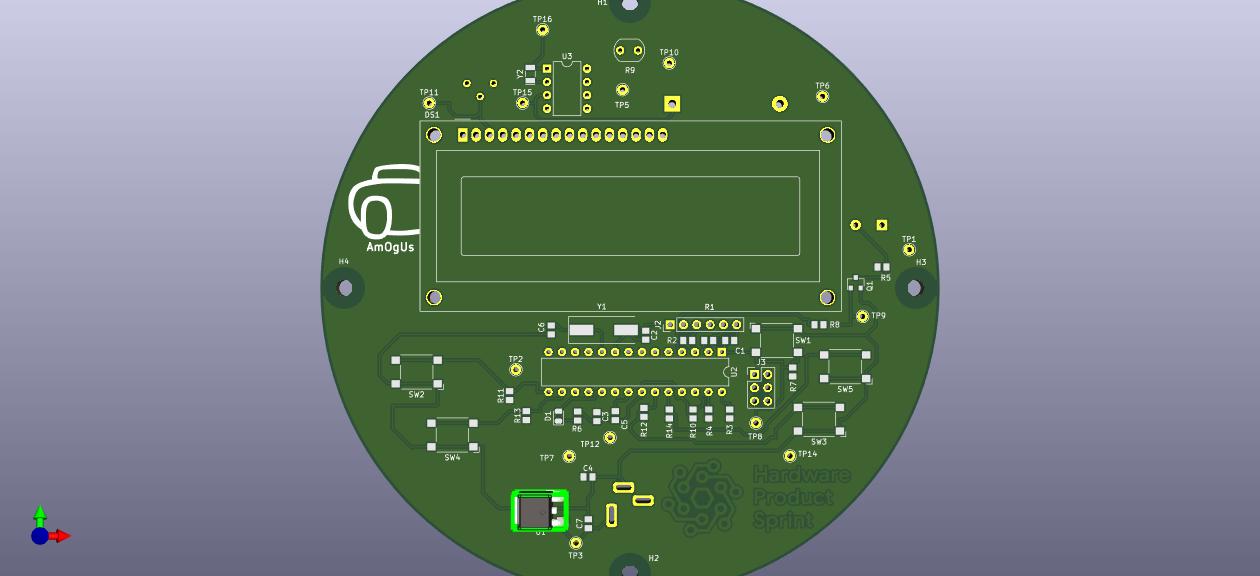 H1
TP16
U3
TP10
R9
Y2
TP11
TP15
TP5
TP6
DS1
AmOgUs
TP1
H4
H3
R5
Q1
Y1
R1
TP9
C6
J2
R8
C2
R2
C1
SW1
TP2
J3
U2
SW2
R7
SW5
R11
R13
D1
R6
C3
C5
R12
R14
R10
R4
R3
TP8
SW3
TP12
SW4
TP7
TP14
C4
Hardware
Product
Sprint
C7
U1
TP3
H2